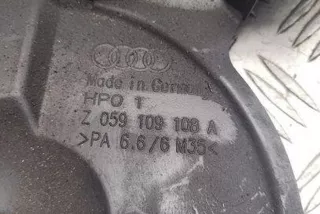 Made in Germany
HPO T
Z 059 109 108 A
>PA 6.6/6 M35<